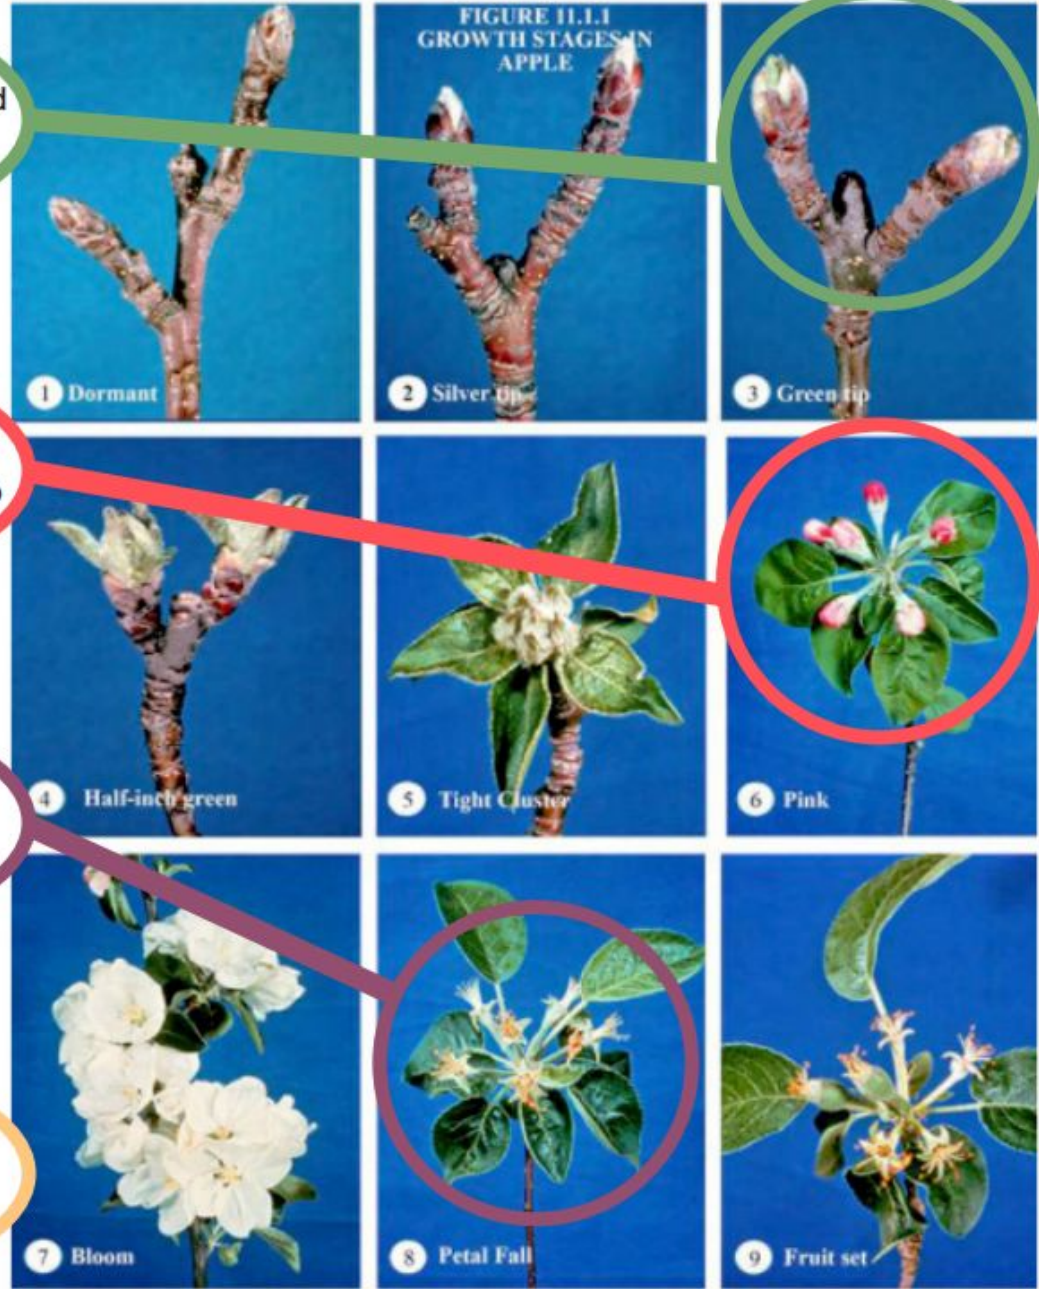 FIGURE 11.1.1
GROWTH STAGES IN
APPLE
d
1 Dormant
2 Silver tip
3 Green tip
4 Half-inch green
5 Tight Cluster
6 Pink
7 Bloom
8 Petal Fall
9 Fruit set